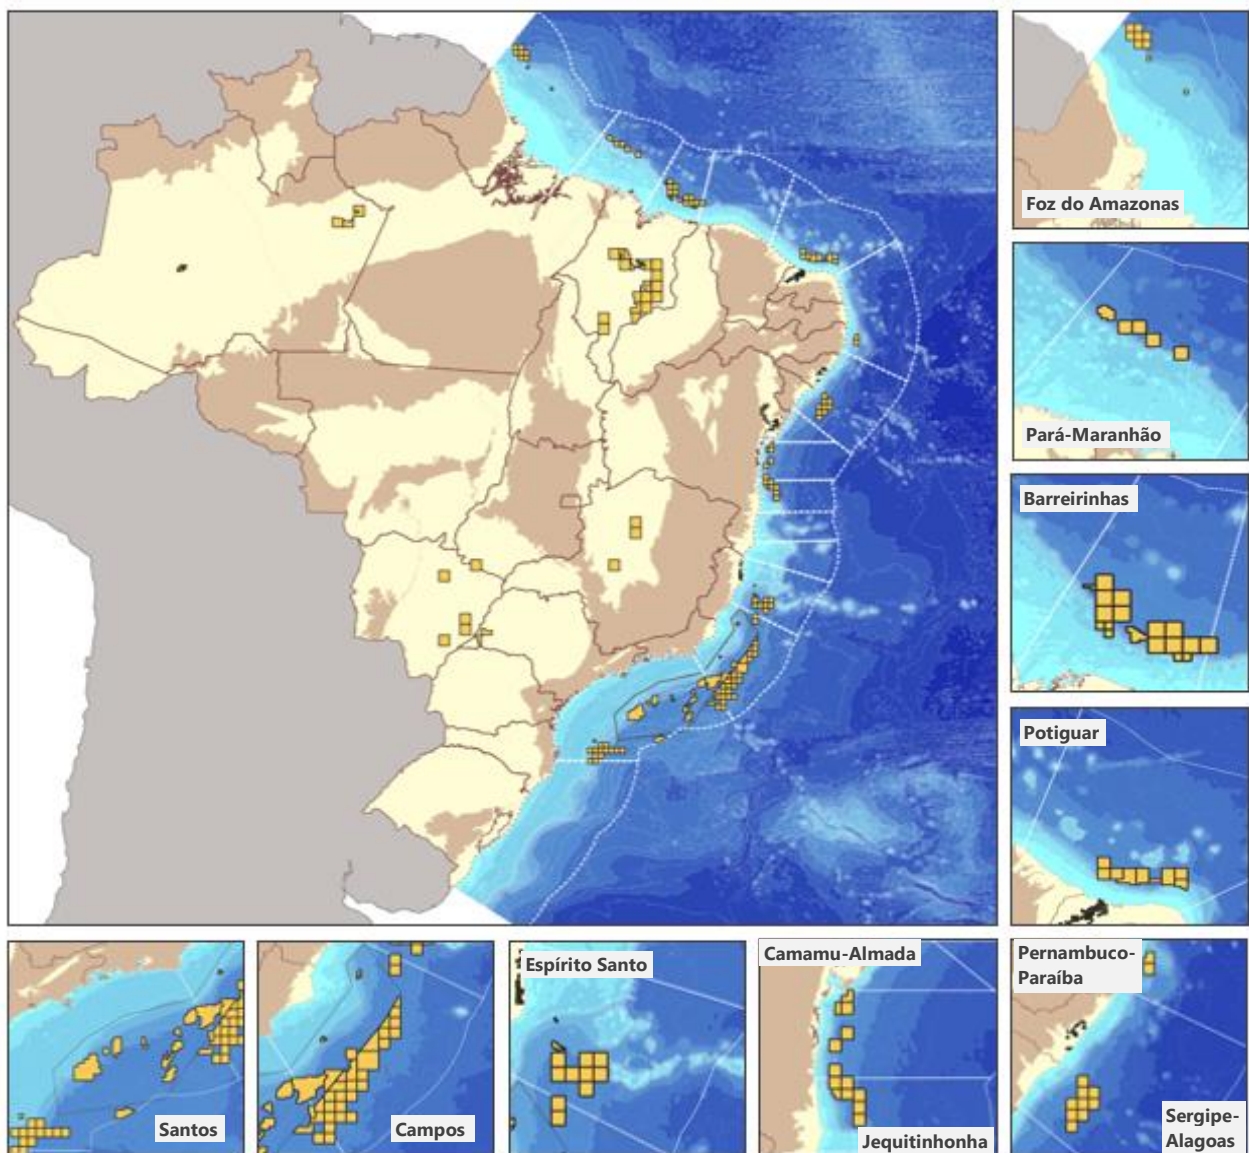 Foz do Amazonas
Pará-Maranhão
Barreirinhas
Potiguar
Santos
Campos
Espírito Santo
Camamu-Almada
Jequitinhonha
Pernambuco-
Paraíba
Sergipe-
Alagoas